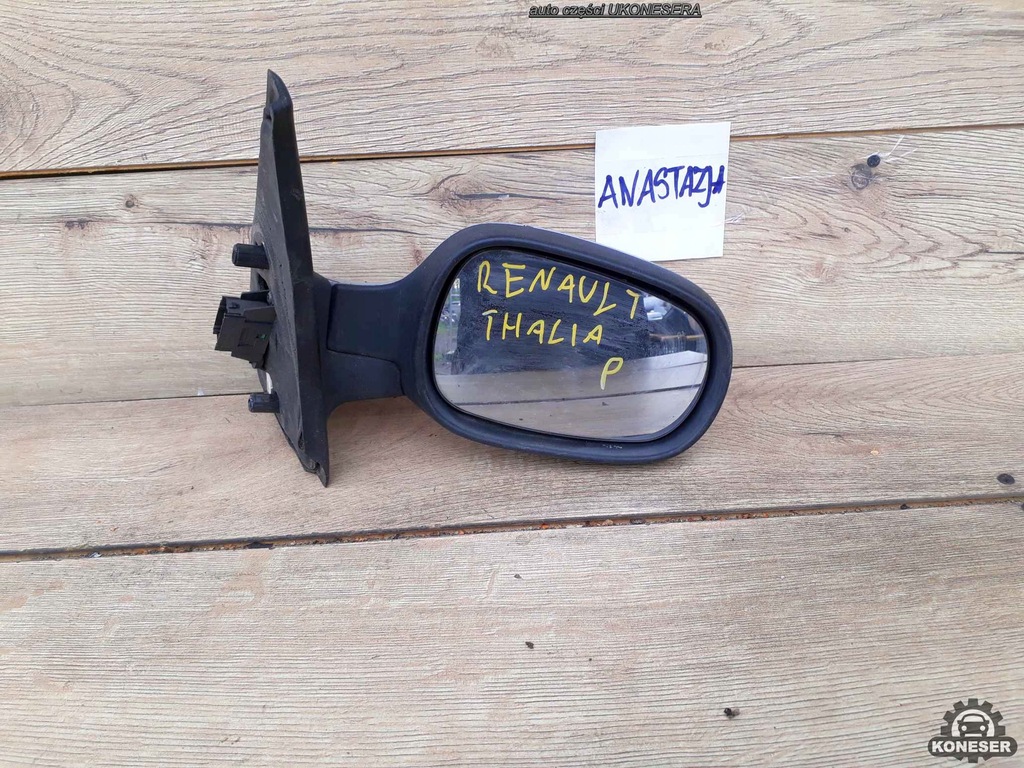 auto części UKONESERA
ANASTAZJA
RENAULT
THALIA
P
KONESER